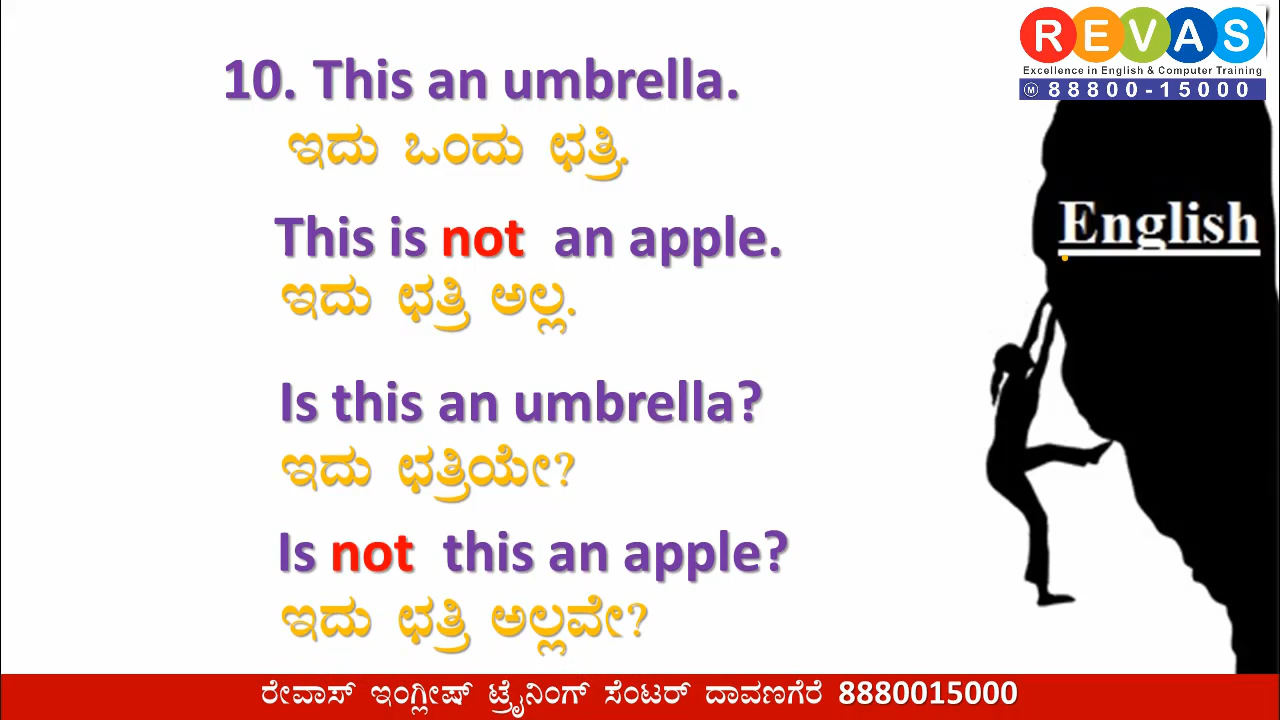 REVAS
Excellence in English & Computer Training
Ⓜ 88800-15000
10. This an umbrella.
ಇದು ಒಂದು ಛತ್ರಿ.
This is not an apple.
ಇದು ಛತ್ರಿ ಅಲ್ಲ.
English
Is this an umbrella?
ಇದು ಛತ್ರಿಯೇ?
Is not this an apple?
ಇದು ಛತ್ರಿ ಅಲ್ಲವೇ?
ರೇವಾಸ್ ಇಂಗ್ಲೀಷ್ ಟ್ರೈನಿಂಗ್ ಸೆಂಟರ್ ದಾವಣಗೆರೆ 8880015000